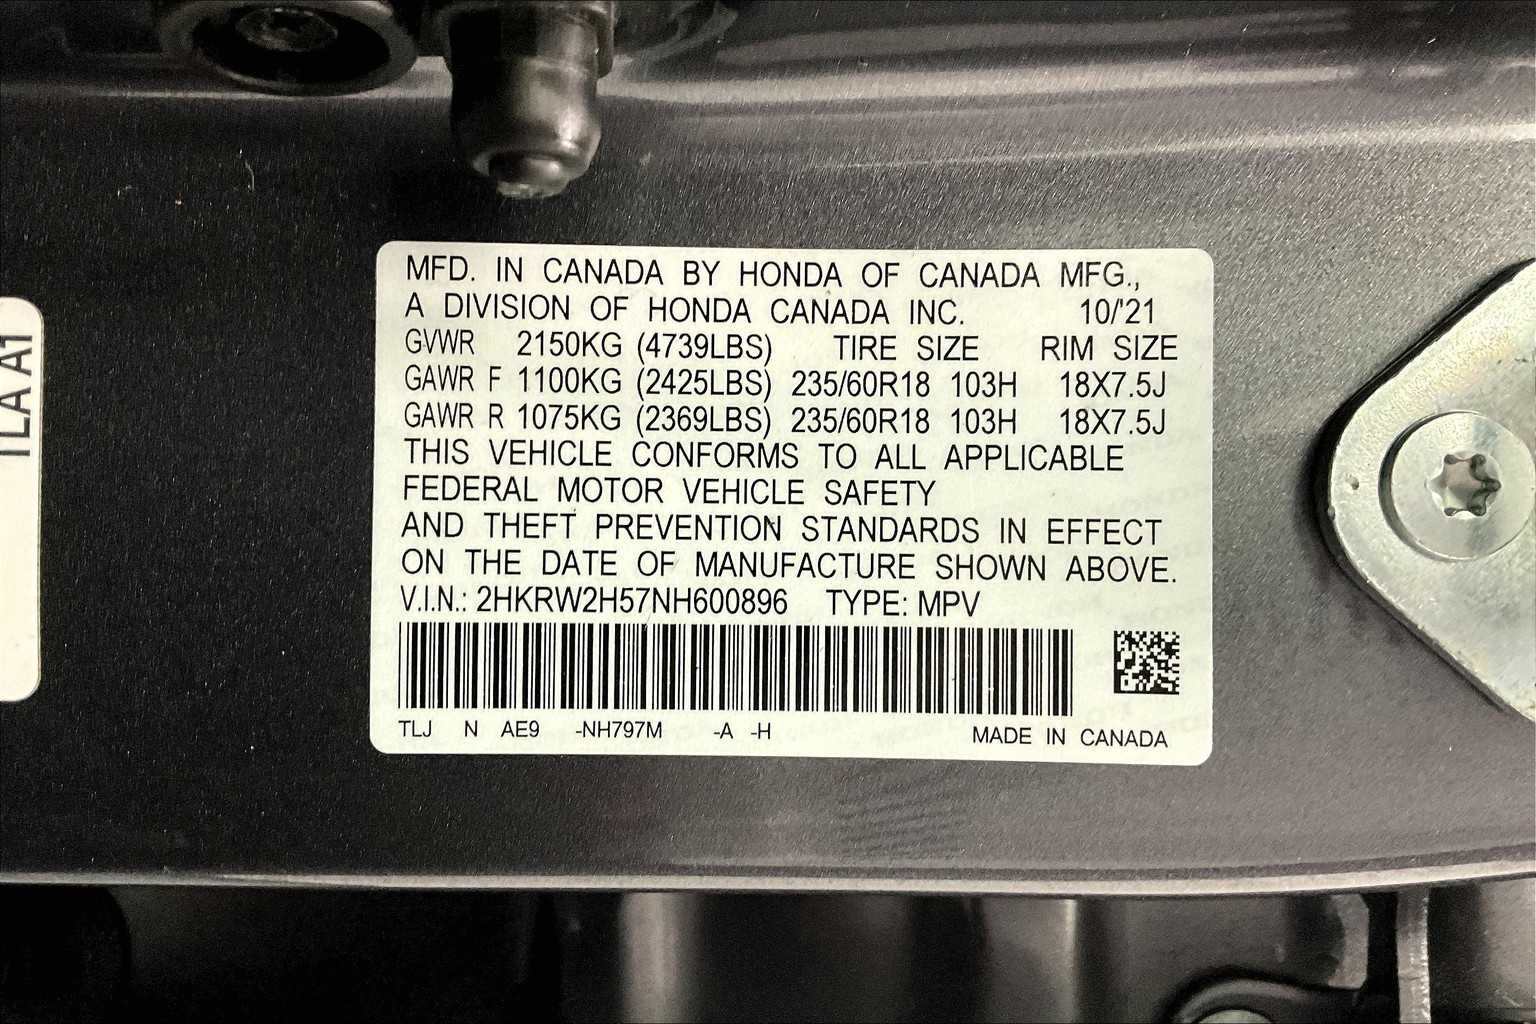 MFD. IN CANADA BY HONDA OF CANADA MFG.,
A DIVISION OF HONDA CANADA INC. 10/'21
GVWR 2150KG (4739LBS) TIRE SIZE RIM SIZE
GAWR F 1100KG (2425LBS) 235/60R18 103H 18X7.5J
GAWR R 1075KG (2369LBS) 235/60R18 103H 18X7.5J
THIS VEHICLE CONFORMS TO ALL APPLICABLE
FEDERAL MOTOR VEHICLE SAFETY
AND THEFT PREVENTION STANDARDS IN EFFECT
ON THE DATE OF MANUFACTURE SHOWN ABOVE.
V.I.N.: 2HKRW2H57NH600896 TYPE: MPV
TLJ N AE9 -NH797M -A -H MADE IN CANADA